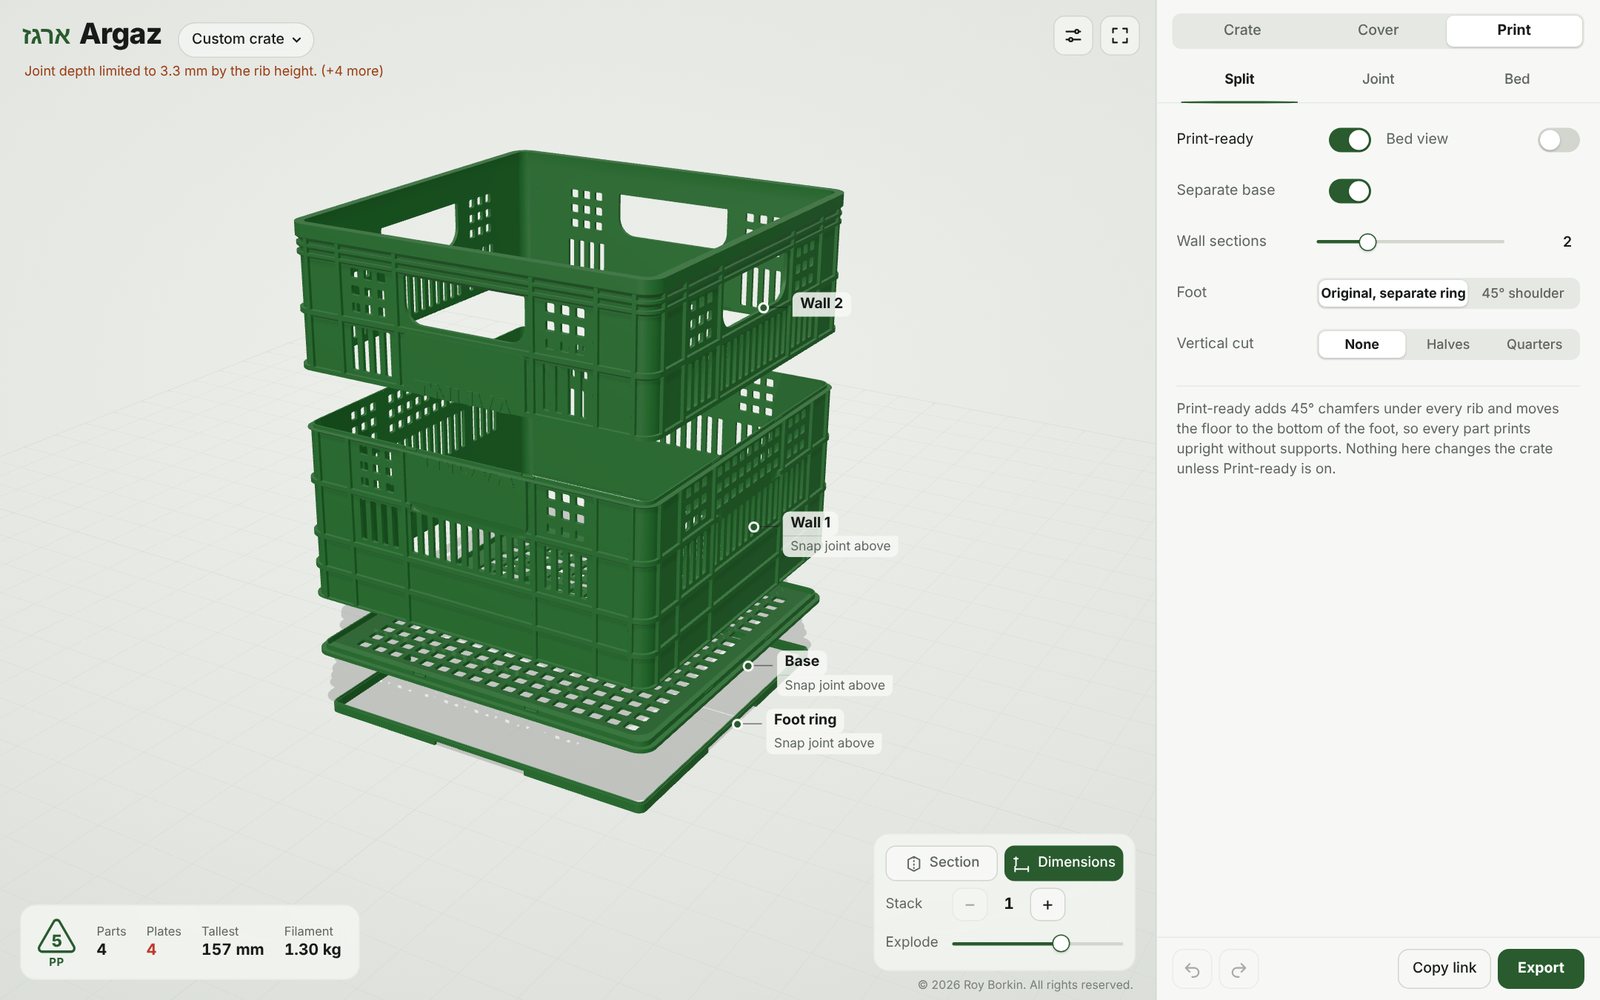 ארגז Argaz
Custom crate
Joint depth limited to 3.3 mm by the rib height. (+4 more)
Crate
Cover
Print
Split
Joint
Bed
Print-ready
Bed view
Separate base
Wall sections
2
Foot
Original, separate ring
45° shoulder
Vertical cut
None
Halves
Quarters
Print-ready adds 45° chamfers under every rib and moves
the floor to the bottom of the foot, so every part prints
upright without supports. Nothing here changes the crate
unless Print-ready is on.
Wall 2
Wall 1
Snap joint above
Base
Snap joint above
Foot ring
Snap joint above
Section
Dimensions
Stack
− 1 +
Explode
5
PP
Parts
4
Plates
4
Tallest
157 mm
Filament
1.30 kg
© 2026 Roy Borkin. All rights reserved.
Copy link
Export